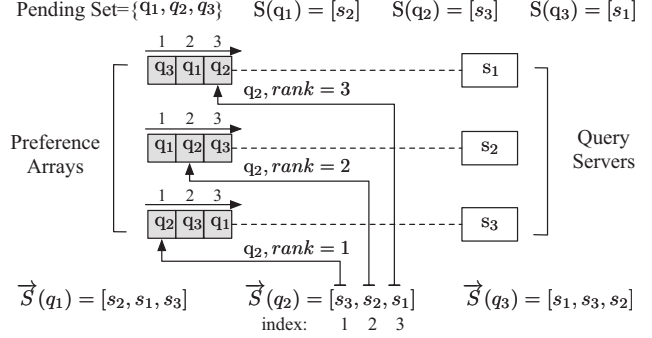 Pending Set={q₁, q₂, q₃} S(q₁) = [s₂] S(q₂) = [s₃] S(q₃) = [s₁]
1 2 3
q₃ q₁ q₂ s₁
q₂, rank = 3
1 2 3
Preference Arrays
q₁ q₂ q₃ s₂
Query Servers
q₂, rank = 2
1 2 3
q₂ q₃ q₁ s₃
q₂, rank = 1
S⃗(q₁) = [s₂, s₁, s₃] S⃗(q₂) = [s₃, s₂, s₁] S⃗(q₃) = [s₁, s₃, s₂]
index: 1 2 3